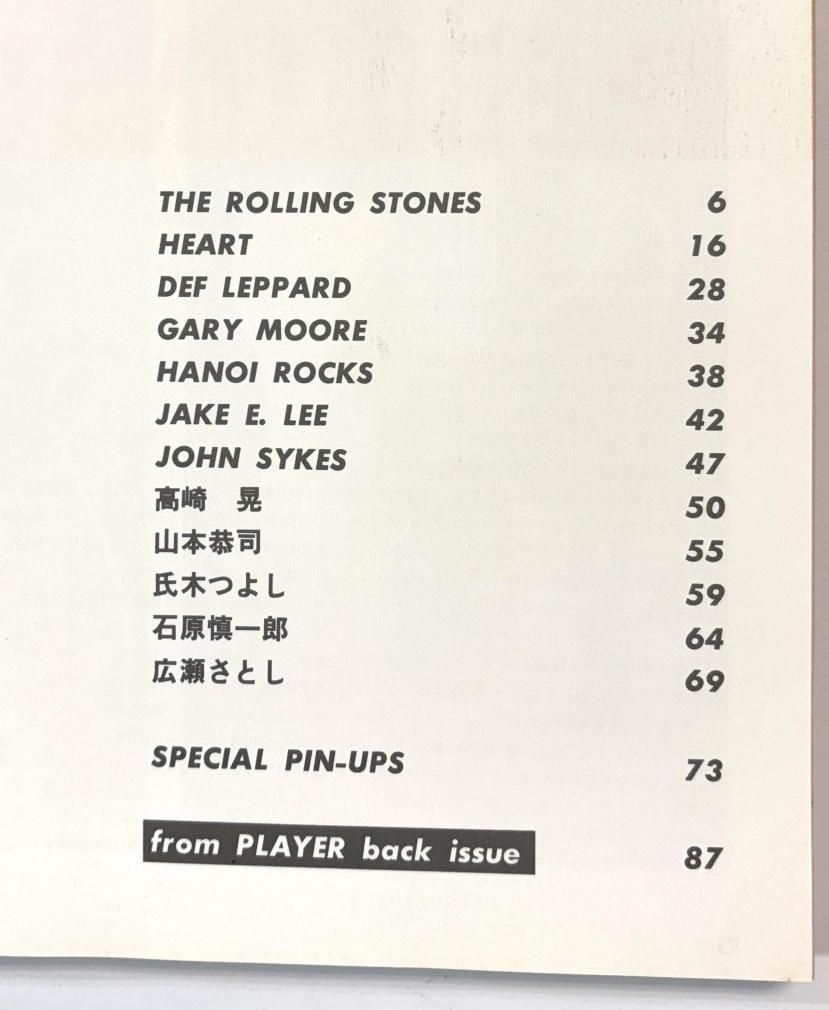 THE ROLLING STONES 6
HEART 16
DEF LEPPARD 28
GARY MOORE 34
HANOI ROCKS 38
JAKE E. LEE 42
JOHN SYKES 47
高崎　晃 50
山本恭司 55
氏木つよし 59
石原慎一郎 64
広瀬さとし 69
SPECIAL PIN-UPS 73
from PLAYER back issue 87